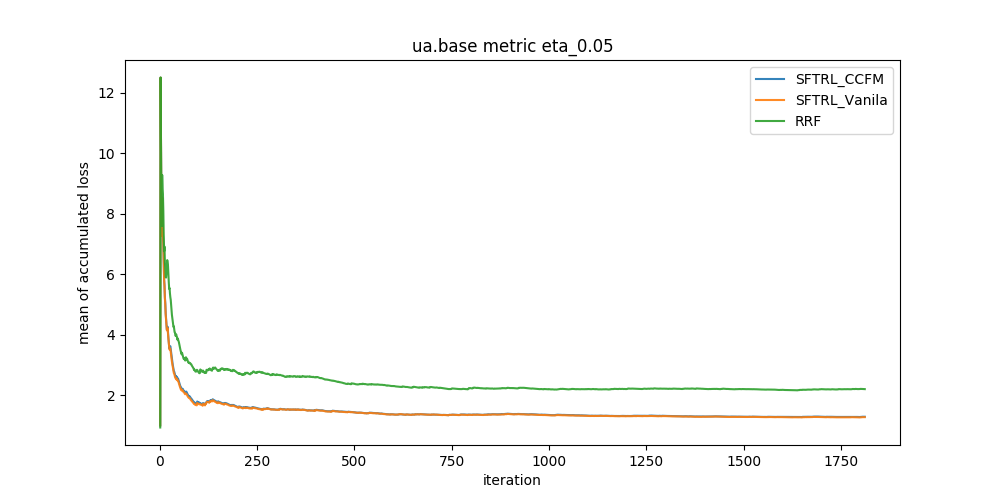 ua.base metric eta_0.05
SFTRL_CCFM
SFTRL_Vanila
RRF
mean of accumulated loss
12
10
8
6
4
2
0
250
500
750
1000
1250
1500
1750
iteration